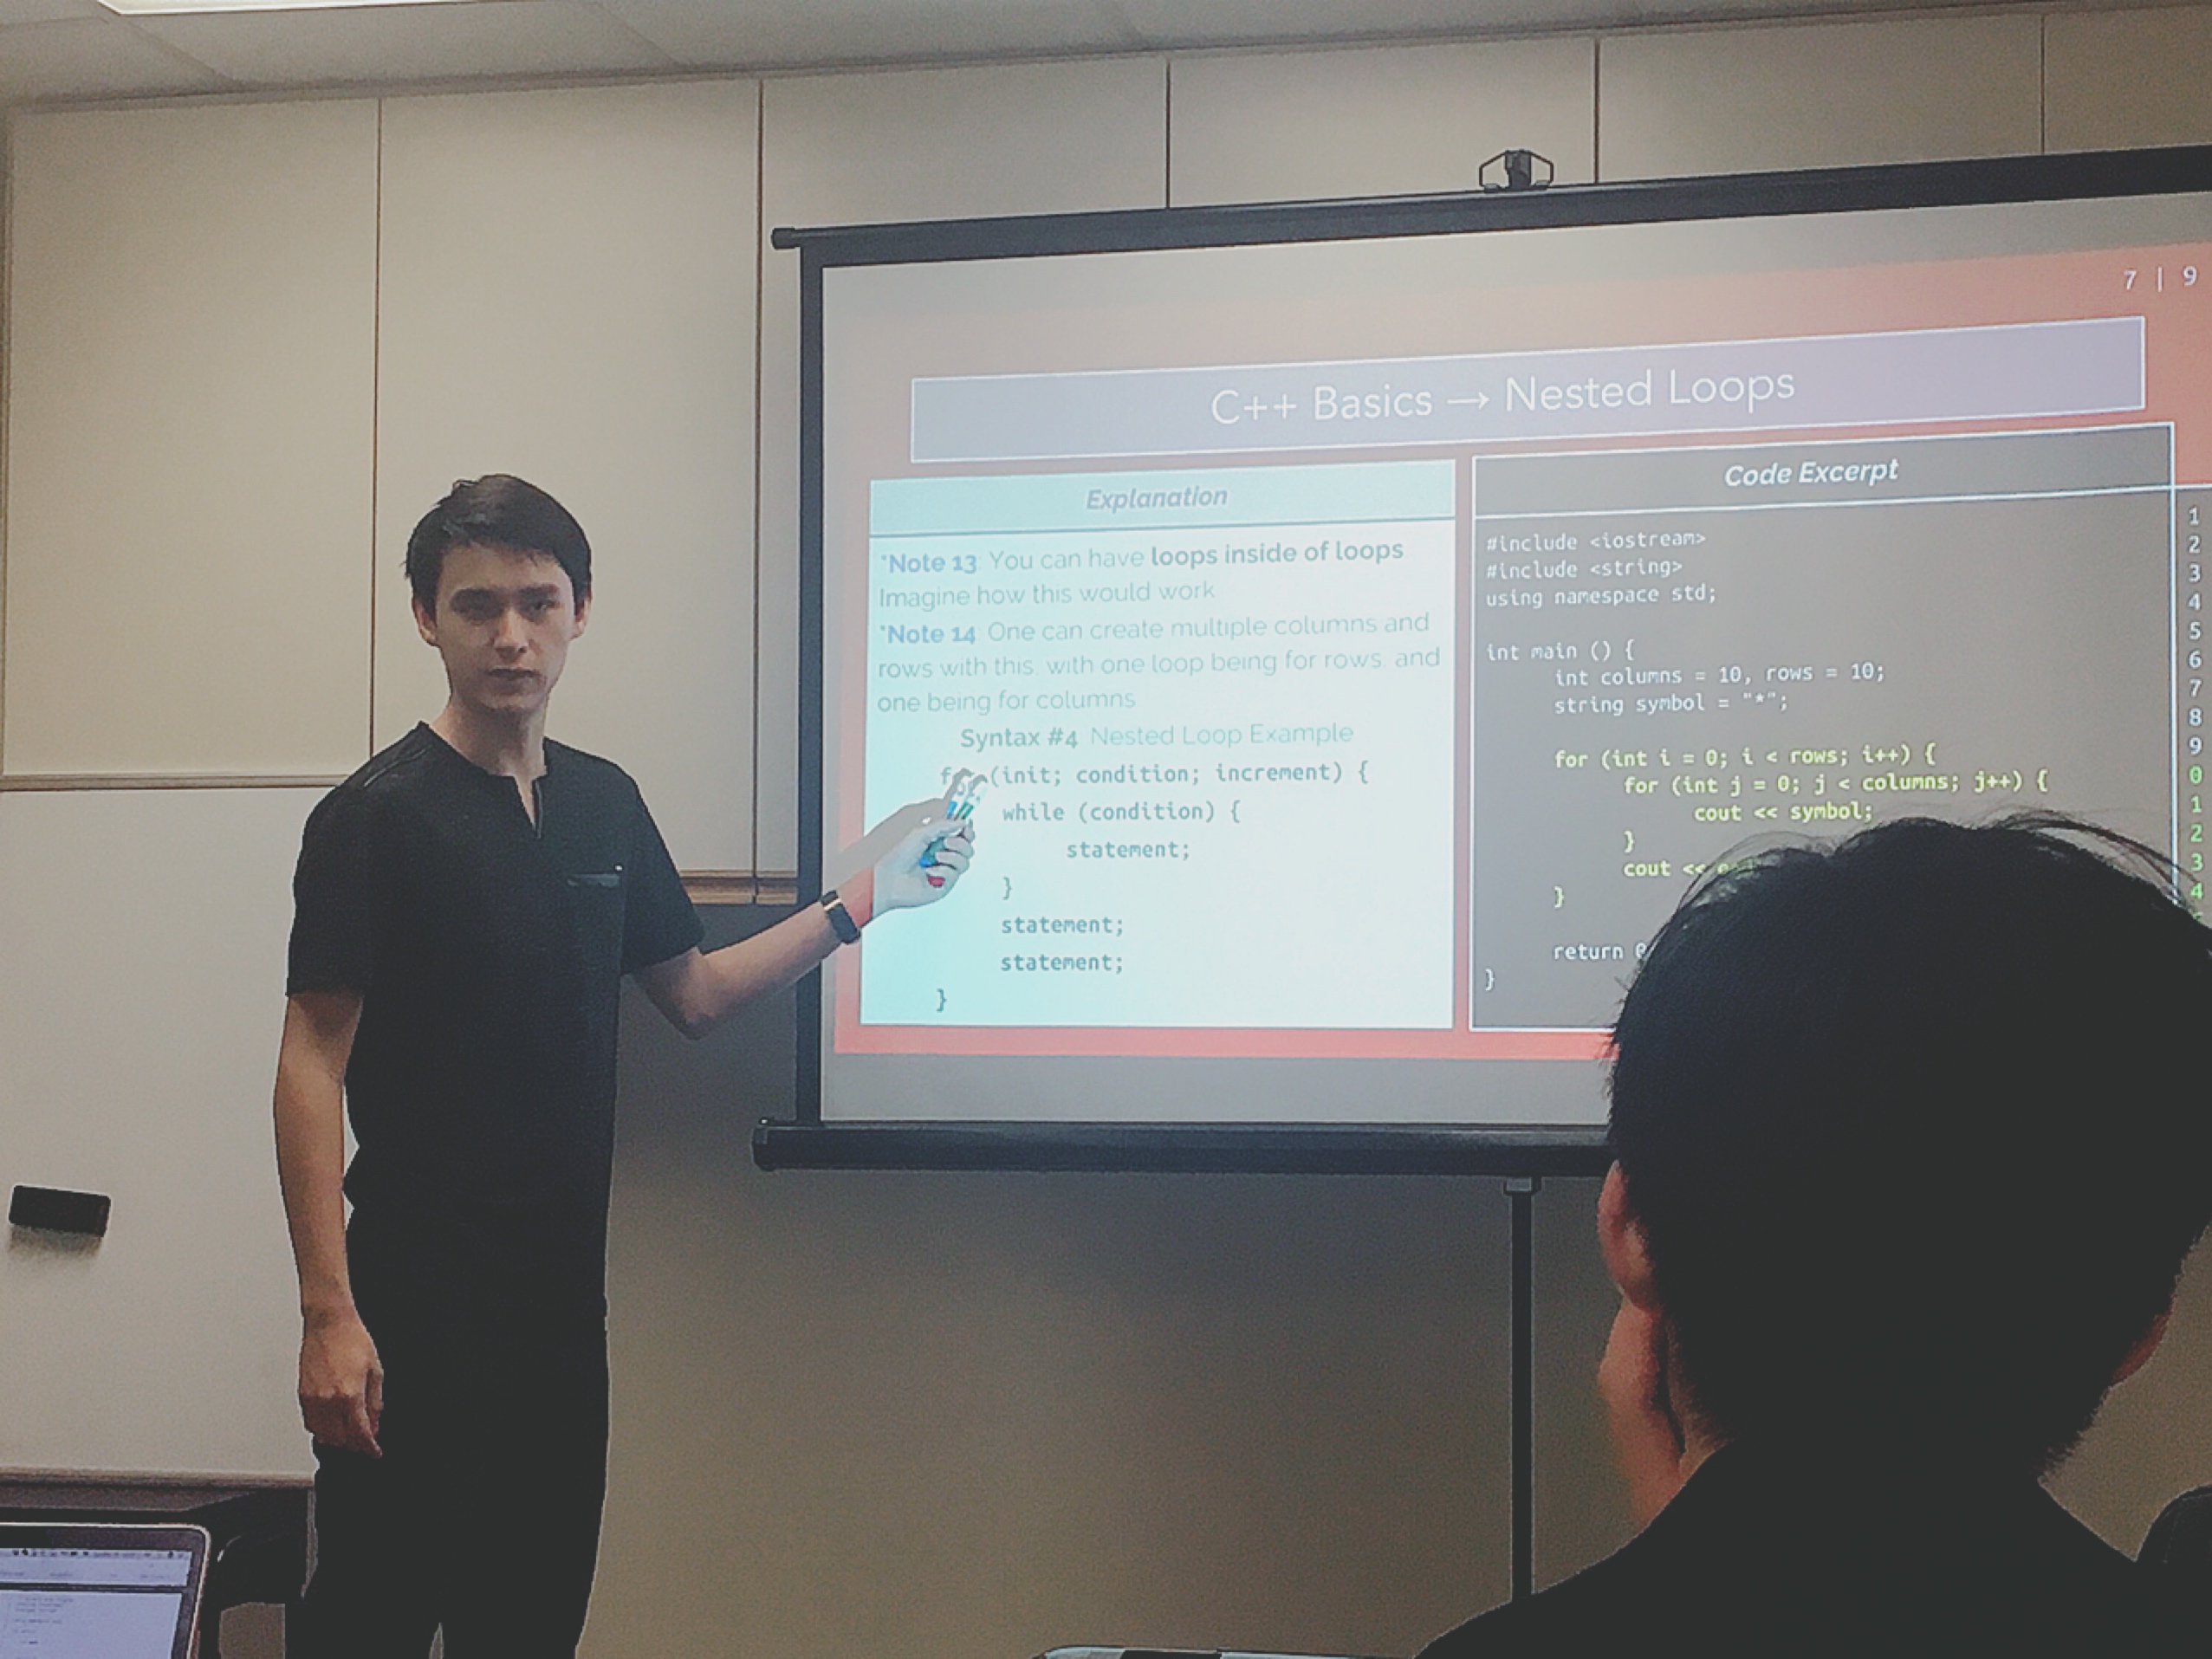 7 | 9
C++ Basics → Nested Loops
Explanation
*Note 13: You can have loops inside of loops
Imagine how this would work
*Note 14: One can create multiple columns and
rows with this, with one loop being for rows, and
one being for columns
Syntax #4 Nested Loop Example
for (init; condition; increment) {
while (condition) {
statement;
}
statement;
statement;
}
Code Excerpt
#include <iostream>
#include <string>
using namespace std;
int main () {
int columns = 10, rows = 10;
string symbol = "*";
for (int i = 0; i < rows; i++) {
for (int j = 0; j < columns; j++) {
cout << symbol;
}
cout <<
}
return
}
1
2
3
4
5
6
7
8
9
0
1
2
3
4